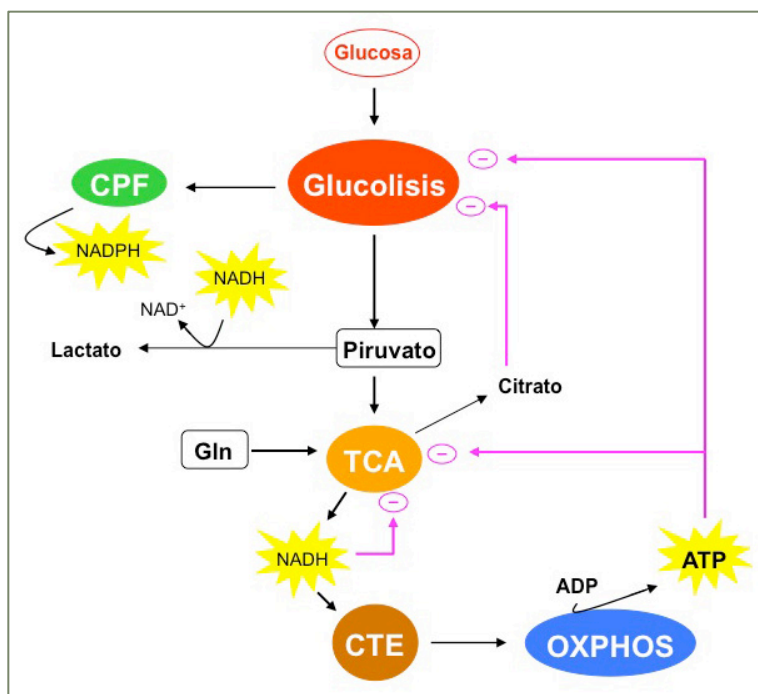 Glucosa
Glucolisis
CPF
NADPH
NADH
NAD⁺
Lactato
Piruvato
Citrato
Gln
TCA
NADH
ATP
ADP
CTE
OXPHOS
−
−
−
−